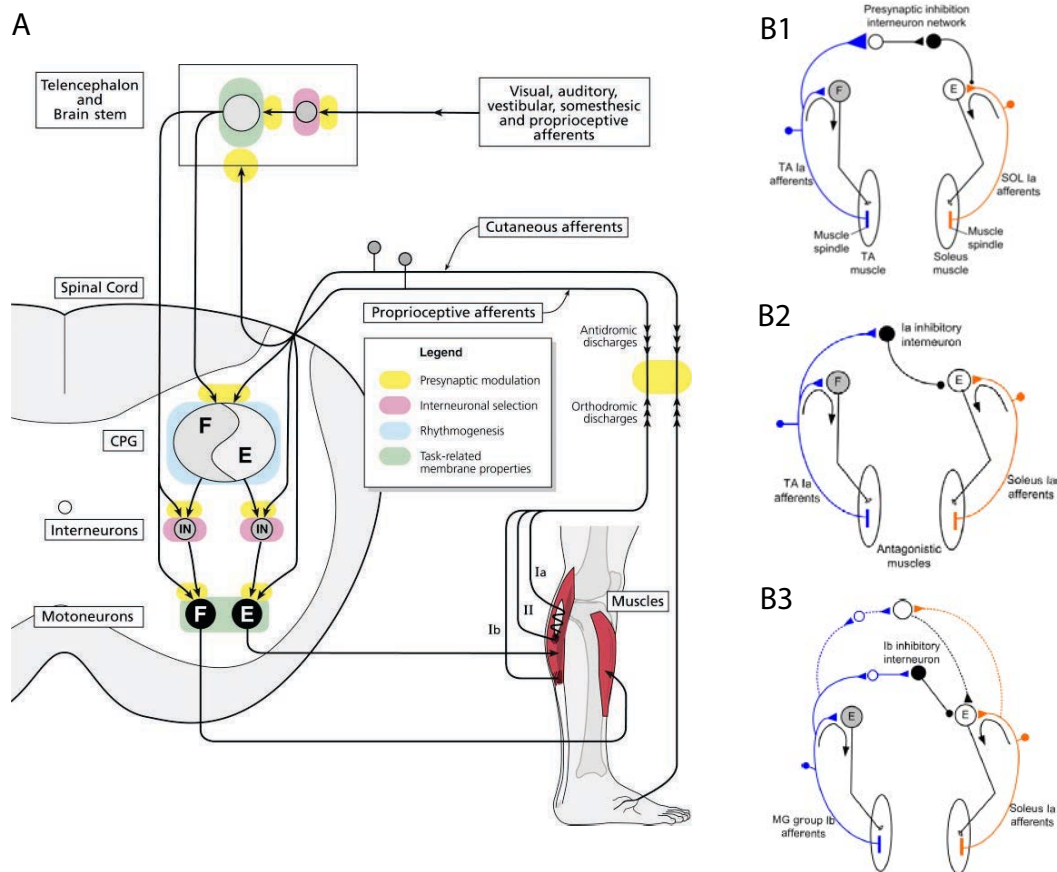 A
Telencephalon
and
Brain stem
Visual, auditory,
vestibular, somesthesic
and proprioceptive
afferents
Cutaneous afferents
Spinal Cord
Proprioceptive afferents
Antidromic
discharges
Legend
Presynaptic modulation
Interneuronal selection
Rhythmogenesis
Task-related
membrane properties
Orthodromic
discharges
F
E
CPG
IN
IN
Interneurons
Ia
II
Ib
Muscles
Motoneurons
F
E
B1
Presynaptic inhibition
interneuron network
F
E
TA Ia
afferents
SOL Ia
afferents
Muscle
spindle
TA
muscle
Muscle
spindle
Soleus
muscle
B2
Ia inhibitory
interneuron
F
E
TA Ia
afferents
Soleus Ia
afferents
Antagonistic
muscles
B3
Ib inhibitory
interneuron
E
E
MG group Ib
afferents
Soleus Ia
afferents